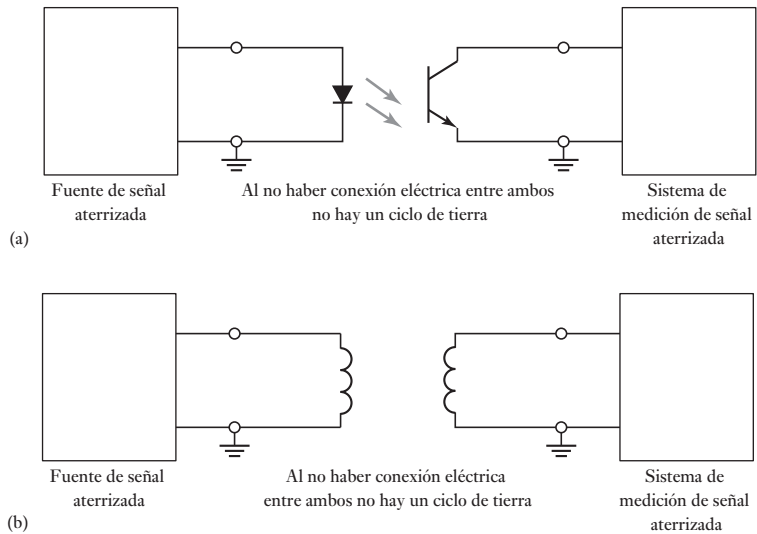 Fuente de señal
aterrizada
Al no haber conexión eléctrica entre ambos
no hay un ciclo de tierra
Sistema de
medición de señal
aterrizada
(a)
Fuente de señal
aterrizada
Al no haber conexión eléctrica
entre ambos no hay un ciclo de tierra
Sistema de
medición de señal
aterrizada
(b)